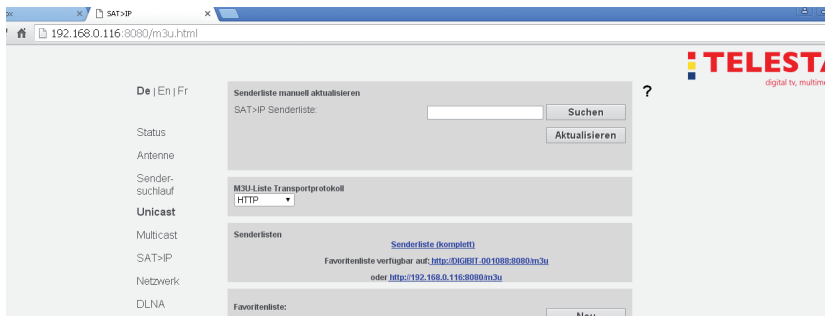 SAT>IP
192.168.0.116:8080/m3u.html
TELESTA
digital tv, multime
De | En | Fr
Senderliste manuell aktualisieren
?
SAT>IP Senderliste:
Suchen
Status
Aktualisieren
Antenne
Sender-
suchlauf
M3U-Liste Transportprotokoll
HTTP
Unicast
Multicast
Senderlisten
Senderliste (komplett)
SAT>IP
Favoritenliste verfügbar auf: http://DIGIBIT-001088:8080/m3u
oder http://192.168.0.116:8080/m3u
Netzwerk
DLNA
Favoritenliste:
Neu